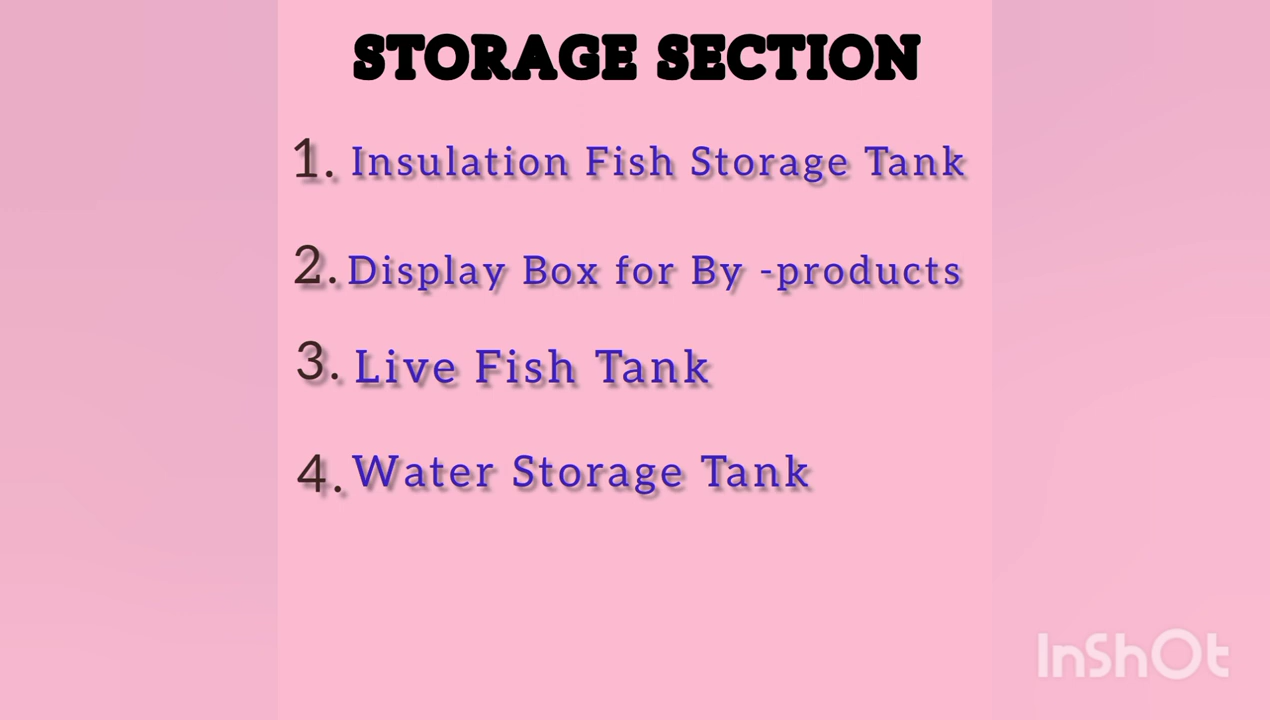 STORAGE SECTION
1. Insulation Fish Storage Tank
2. Display Box for By -products
3. Live Fish Tank
4. Water Storage Tank
InShOt